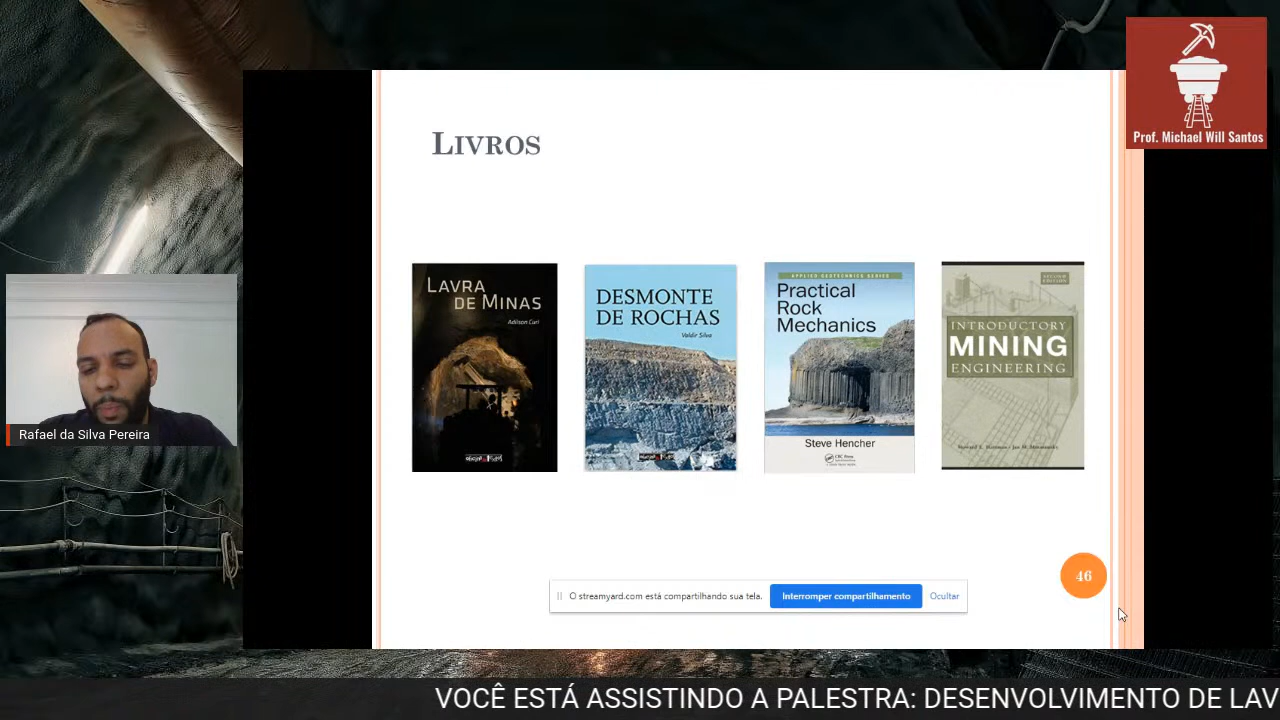 Prof. Michael Will Santos
LIVROS
LAVRA
DE MINAS
Adilson Curi
DESMONTE
DE ROCHAS
Valdir Silva
APPLIED GEOTECHNICS SERIES
Practical
Rock
Mechanics
Steve Hencher
CRC Press
SECOND
EDITION
INTRODUCTORY
MINING
ENGINEERING
Rafael da Silva Pereira
46
O streamyard.com está compartilhando sua tela.
Interromper compartilhamento
Ocultar
VOCÊ ESTÁ ASSISTINDO A PALESTRA: DESENVOLVIMENTO DE LAV